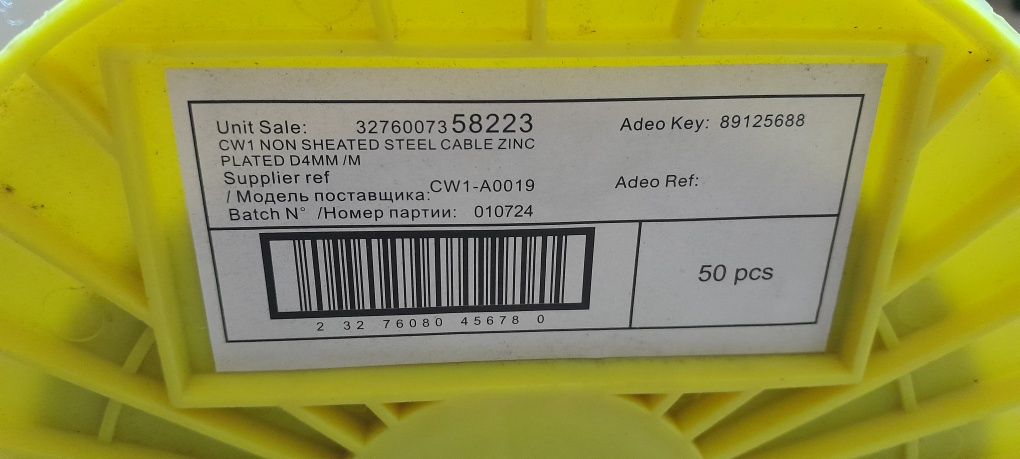 Unit Sale: 3276007358223 Adeo Key: 89125688
CW1 NON SHEATED STEEL CABLE ZINC
PLATED D4MM /M
Supplier ref
/ Модель поставщика: CW1-A0019 Adeo Ref:
Batch N° /Номер партии: 010724
50 pcs
2 32 76080 45678 0